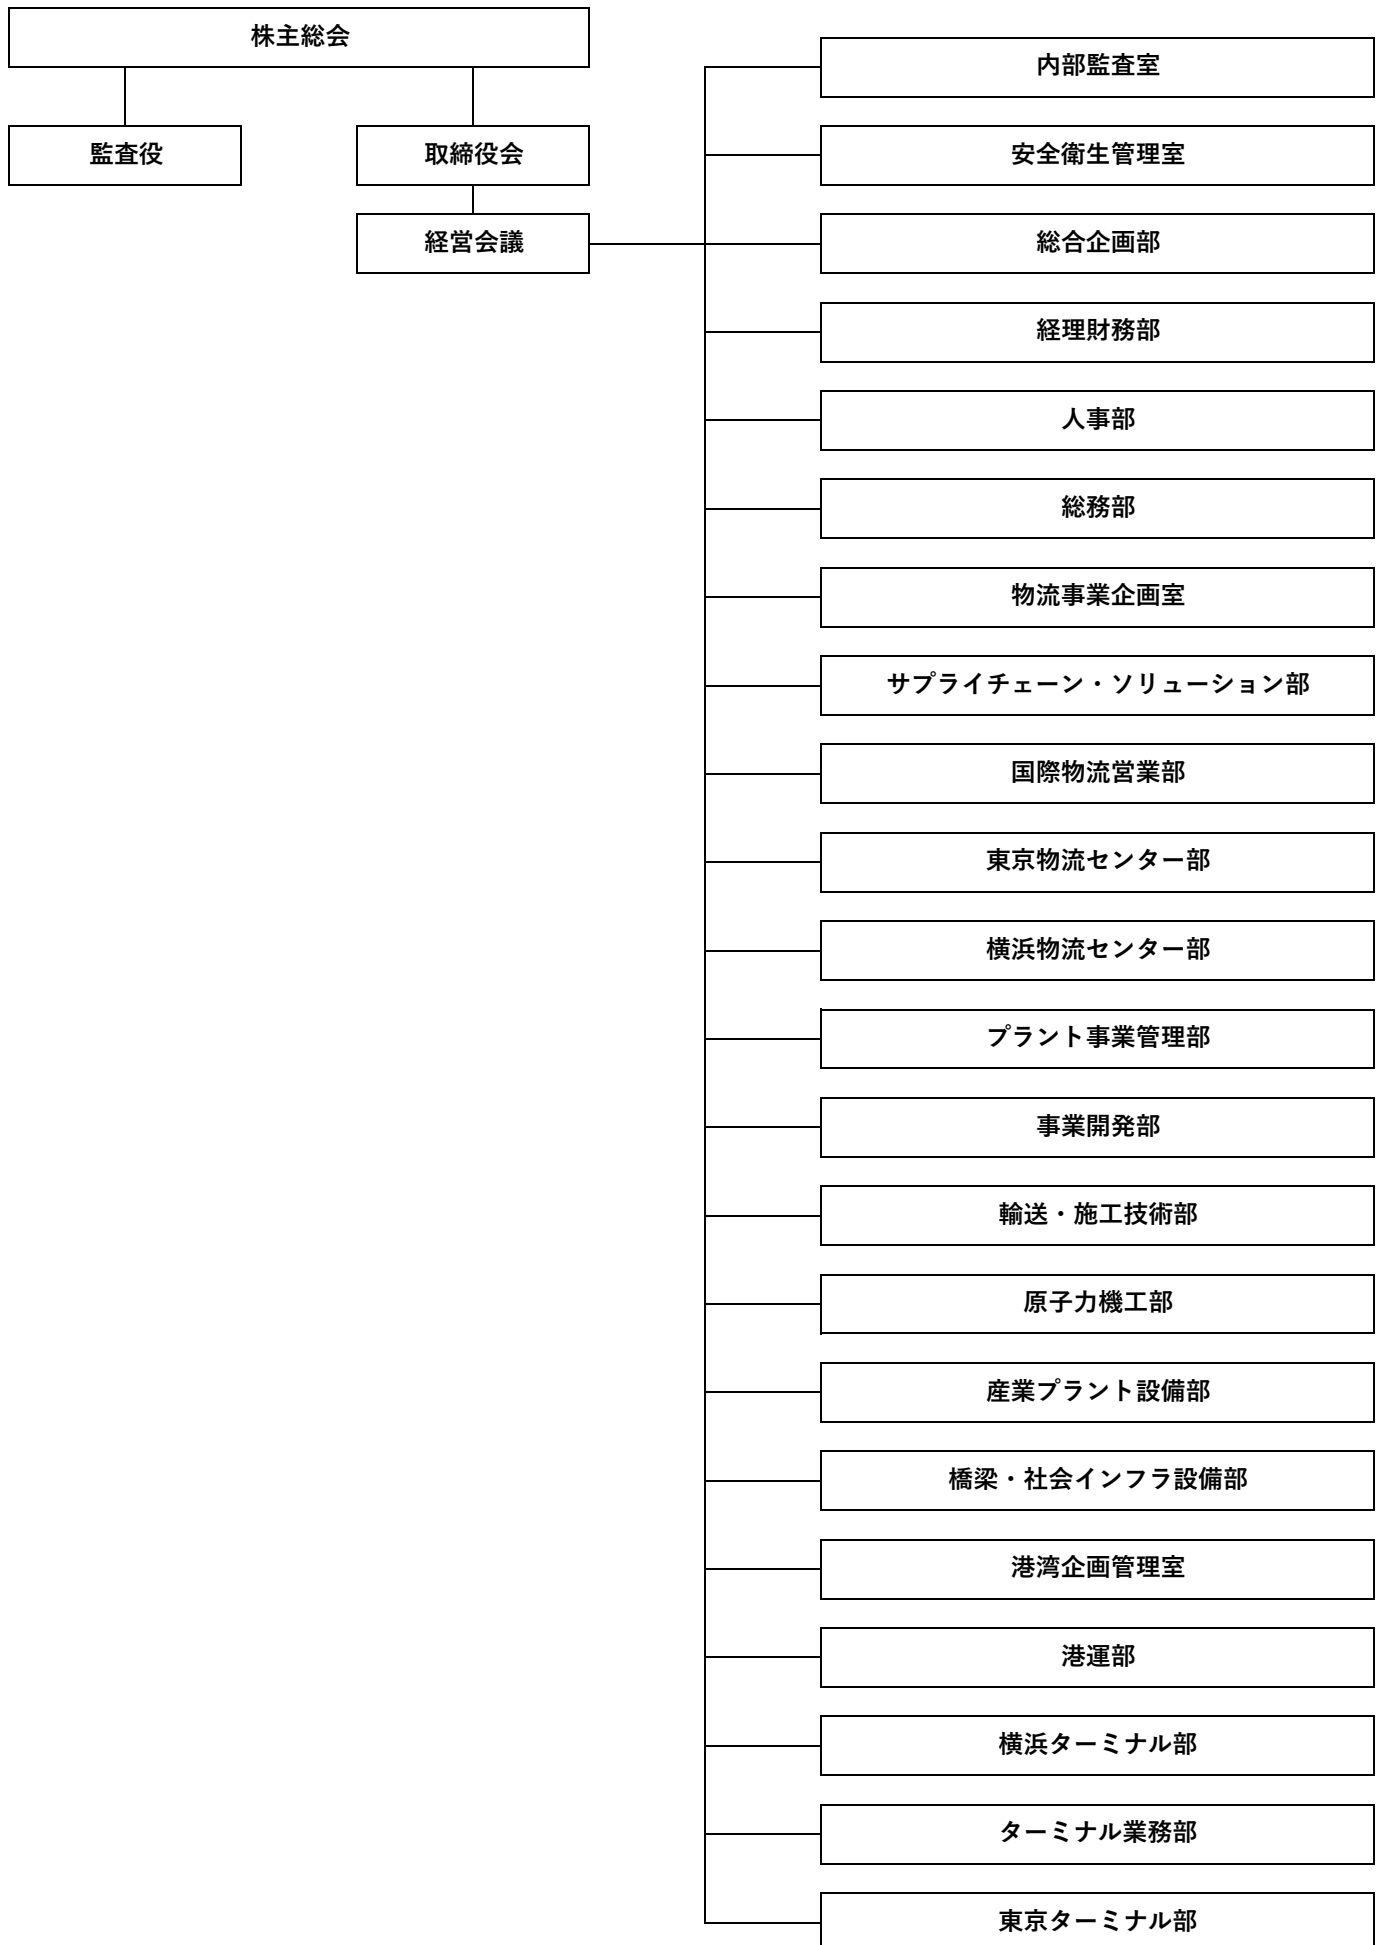 株主総会
監査役
取締役会
経営会議
内部監査室
安全衛生管理室
総合企画部
経理財務部
人事部
総務部
物流事業企画室
サプライチェーン・ソリューション部
国際物流営業部
東京物流センター部
横浜物流センター部
プラント事業管理部
事業開発部
輸送・施工技術部
原子力機工部
産業プラント設備部
橋梁・社会インフラ設備部
港湾企画管理室
港運部
横浜ターミナル部
ターミナル業務部
東京ターミナル部